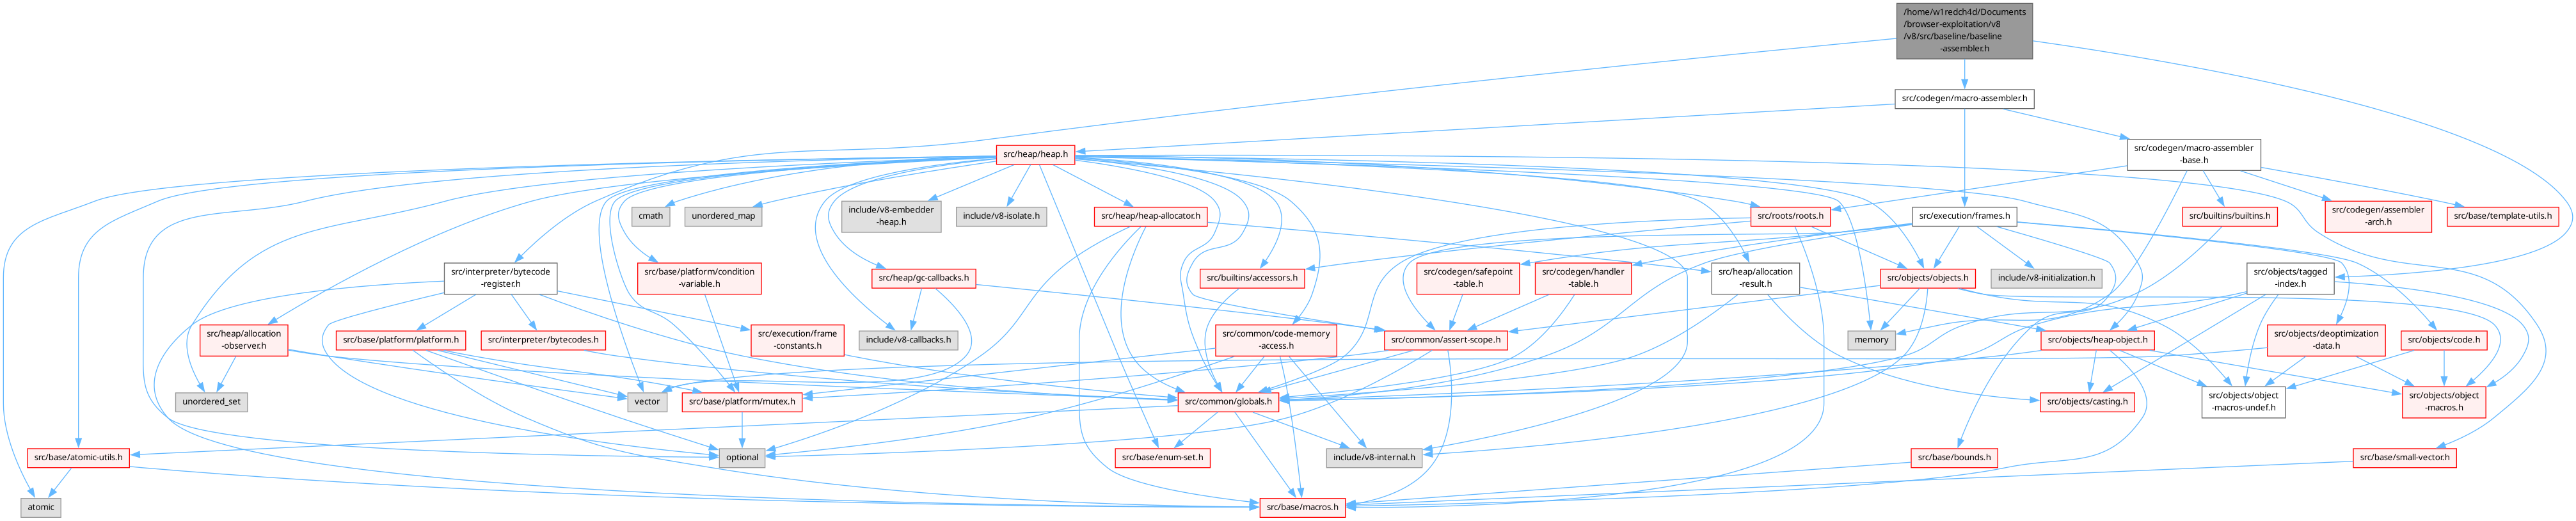 /home/w1redch4d/Documents
/browser-exploitation/v8
/v8/src/baseline/baseline
-assembler.h
src/codegen/macro-assembler.h
src/heap/heap.h
src/codegen/macro-assembler
-base.h
cmath
unordered_map
include/v8-embedder
-heap.h
include/v8-isolate.h
src/heap/heap-allocator.h
src/roots/roots.h
src/execution/frames.h
src/builtins/builtins.h
src/codegen/assembler
-arch.h
src/base/template-utils.h
src/interpreter/bytecode
-register.h
src/base/platform/condition
-variable.h
src/heap/gc-callbacks.h
src/builtins/accessors.h
src/codegen/safepoint
-table.h
src/codegen/handler
-table.h
src/heap/allocation
-result.h
src/objects/objects.h
include/v8-initialization.h
src/objects/tagged
-index.h
src/heap/allocation
-observer.h
src/base/platform/platform.h
src/interpreter/bytecodes.h
src/execution/frame
-constants.h
include/v8-callbacks.h
src/common/code-memory
-access.h
src/common/assert-scope.h
memory
src/objects/heap-object.h
src/objects/deoptimization
-data.h
src/objects/code.h
unordered_set
vector
src/base/platform/mutex.h
src/common/globals.h
src/objects/casting.h
src/objects/object
-macros-undef.h
src/objects/object
-macros.h
src/base/atomic-utils.h
optional
src/base/enum-set.h
include/v8-internal.h
src/base/bounds.h
src/base/small-vector.h
atomic
src/base/macros.h